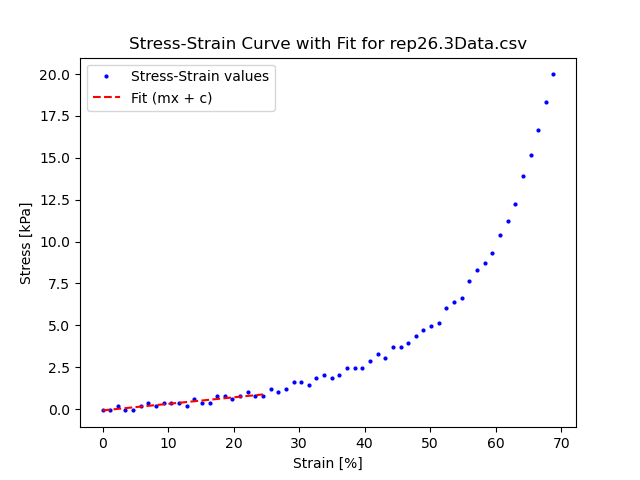 Stress-Strain Curve with Fit for rep26.3Data.csv
Stress-Strain values
Fit (mx + c)
20.0
17.5
15.0
12.5
10.0
7.5
5.0
2.5
0.0
Stress [kPa]
0 10 20 30 40 50 60 70
Strain [%]